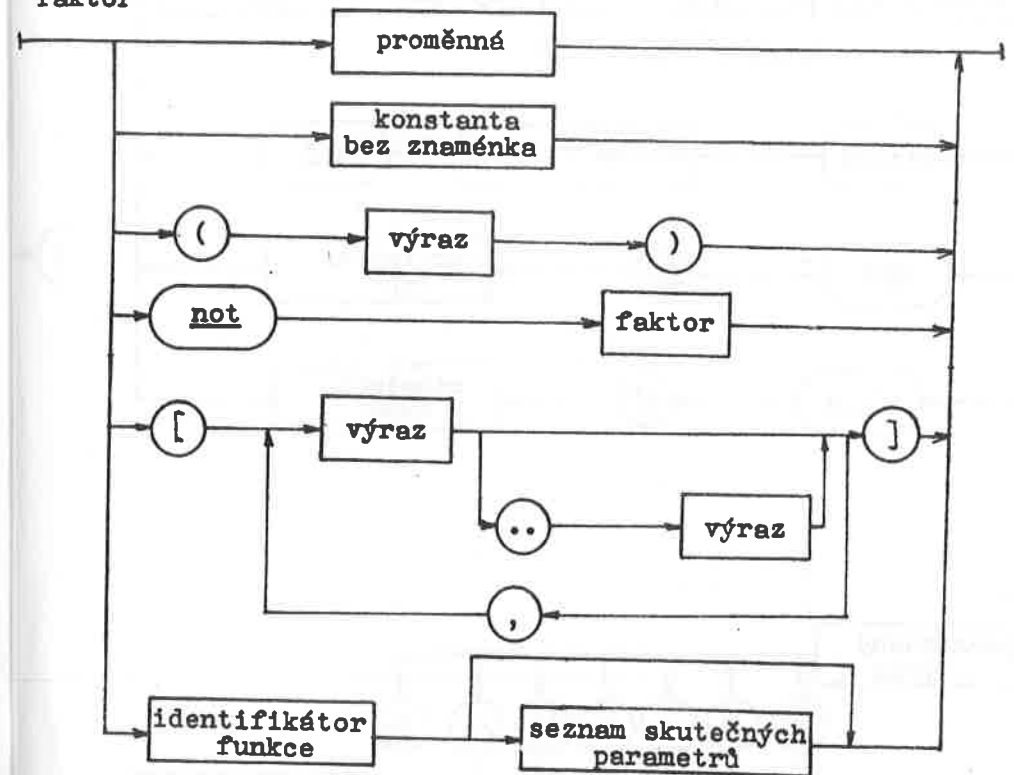 faktor
proměnná
konstanta
bez znaménka
( výraz )
not faktor
[ výraz ]
.. výraz
,
identifikátor
funkce
seznam skutečných
parametrů